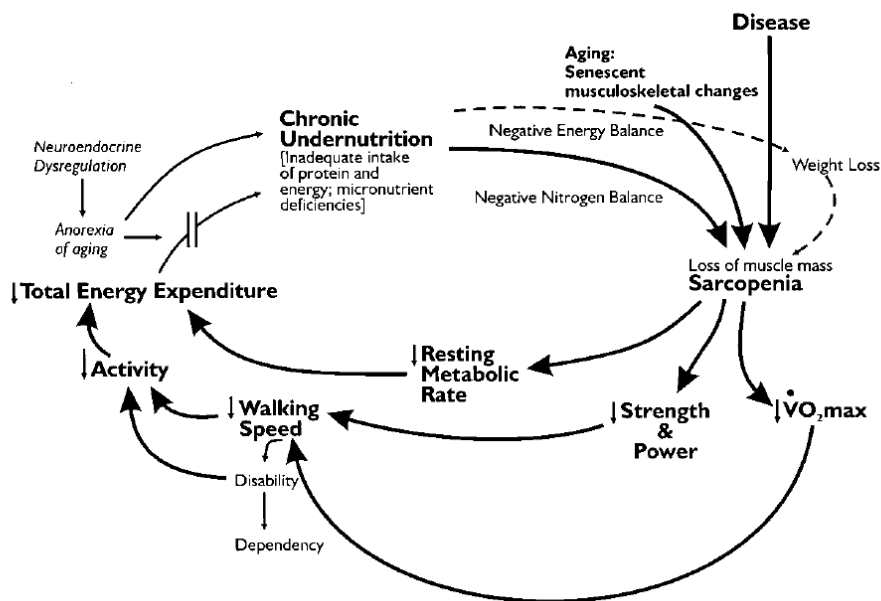 Disease
Aging:
Senescent
musculoskeletal changes
Chronic
Undernutrition
[Inadequate intake
of protein and
energy; micronutrient
deficiencies]
Negative Energy Balance
Weight Loss
Neuroendocrine
Dysregulation
Negative Nitrogen Balance
Anorexia
of aging
Loss of muscle mass
Sarcopenia
↓Total Energy Expenditure
↓Resting
Metabolic
Rate
↓Activity
↓Walking
Speed
↓Strength
&
Power
↓V̇O₂max
Disability
Dependency